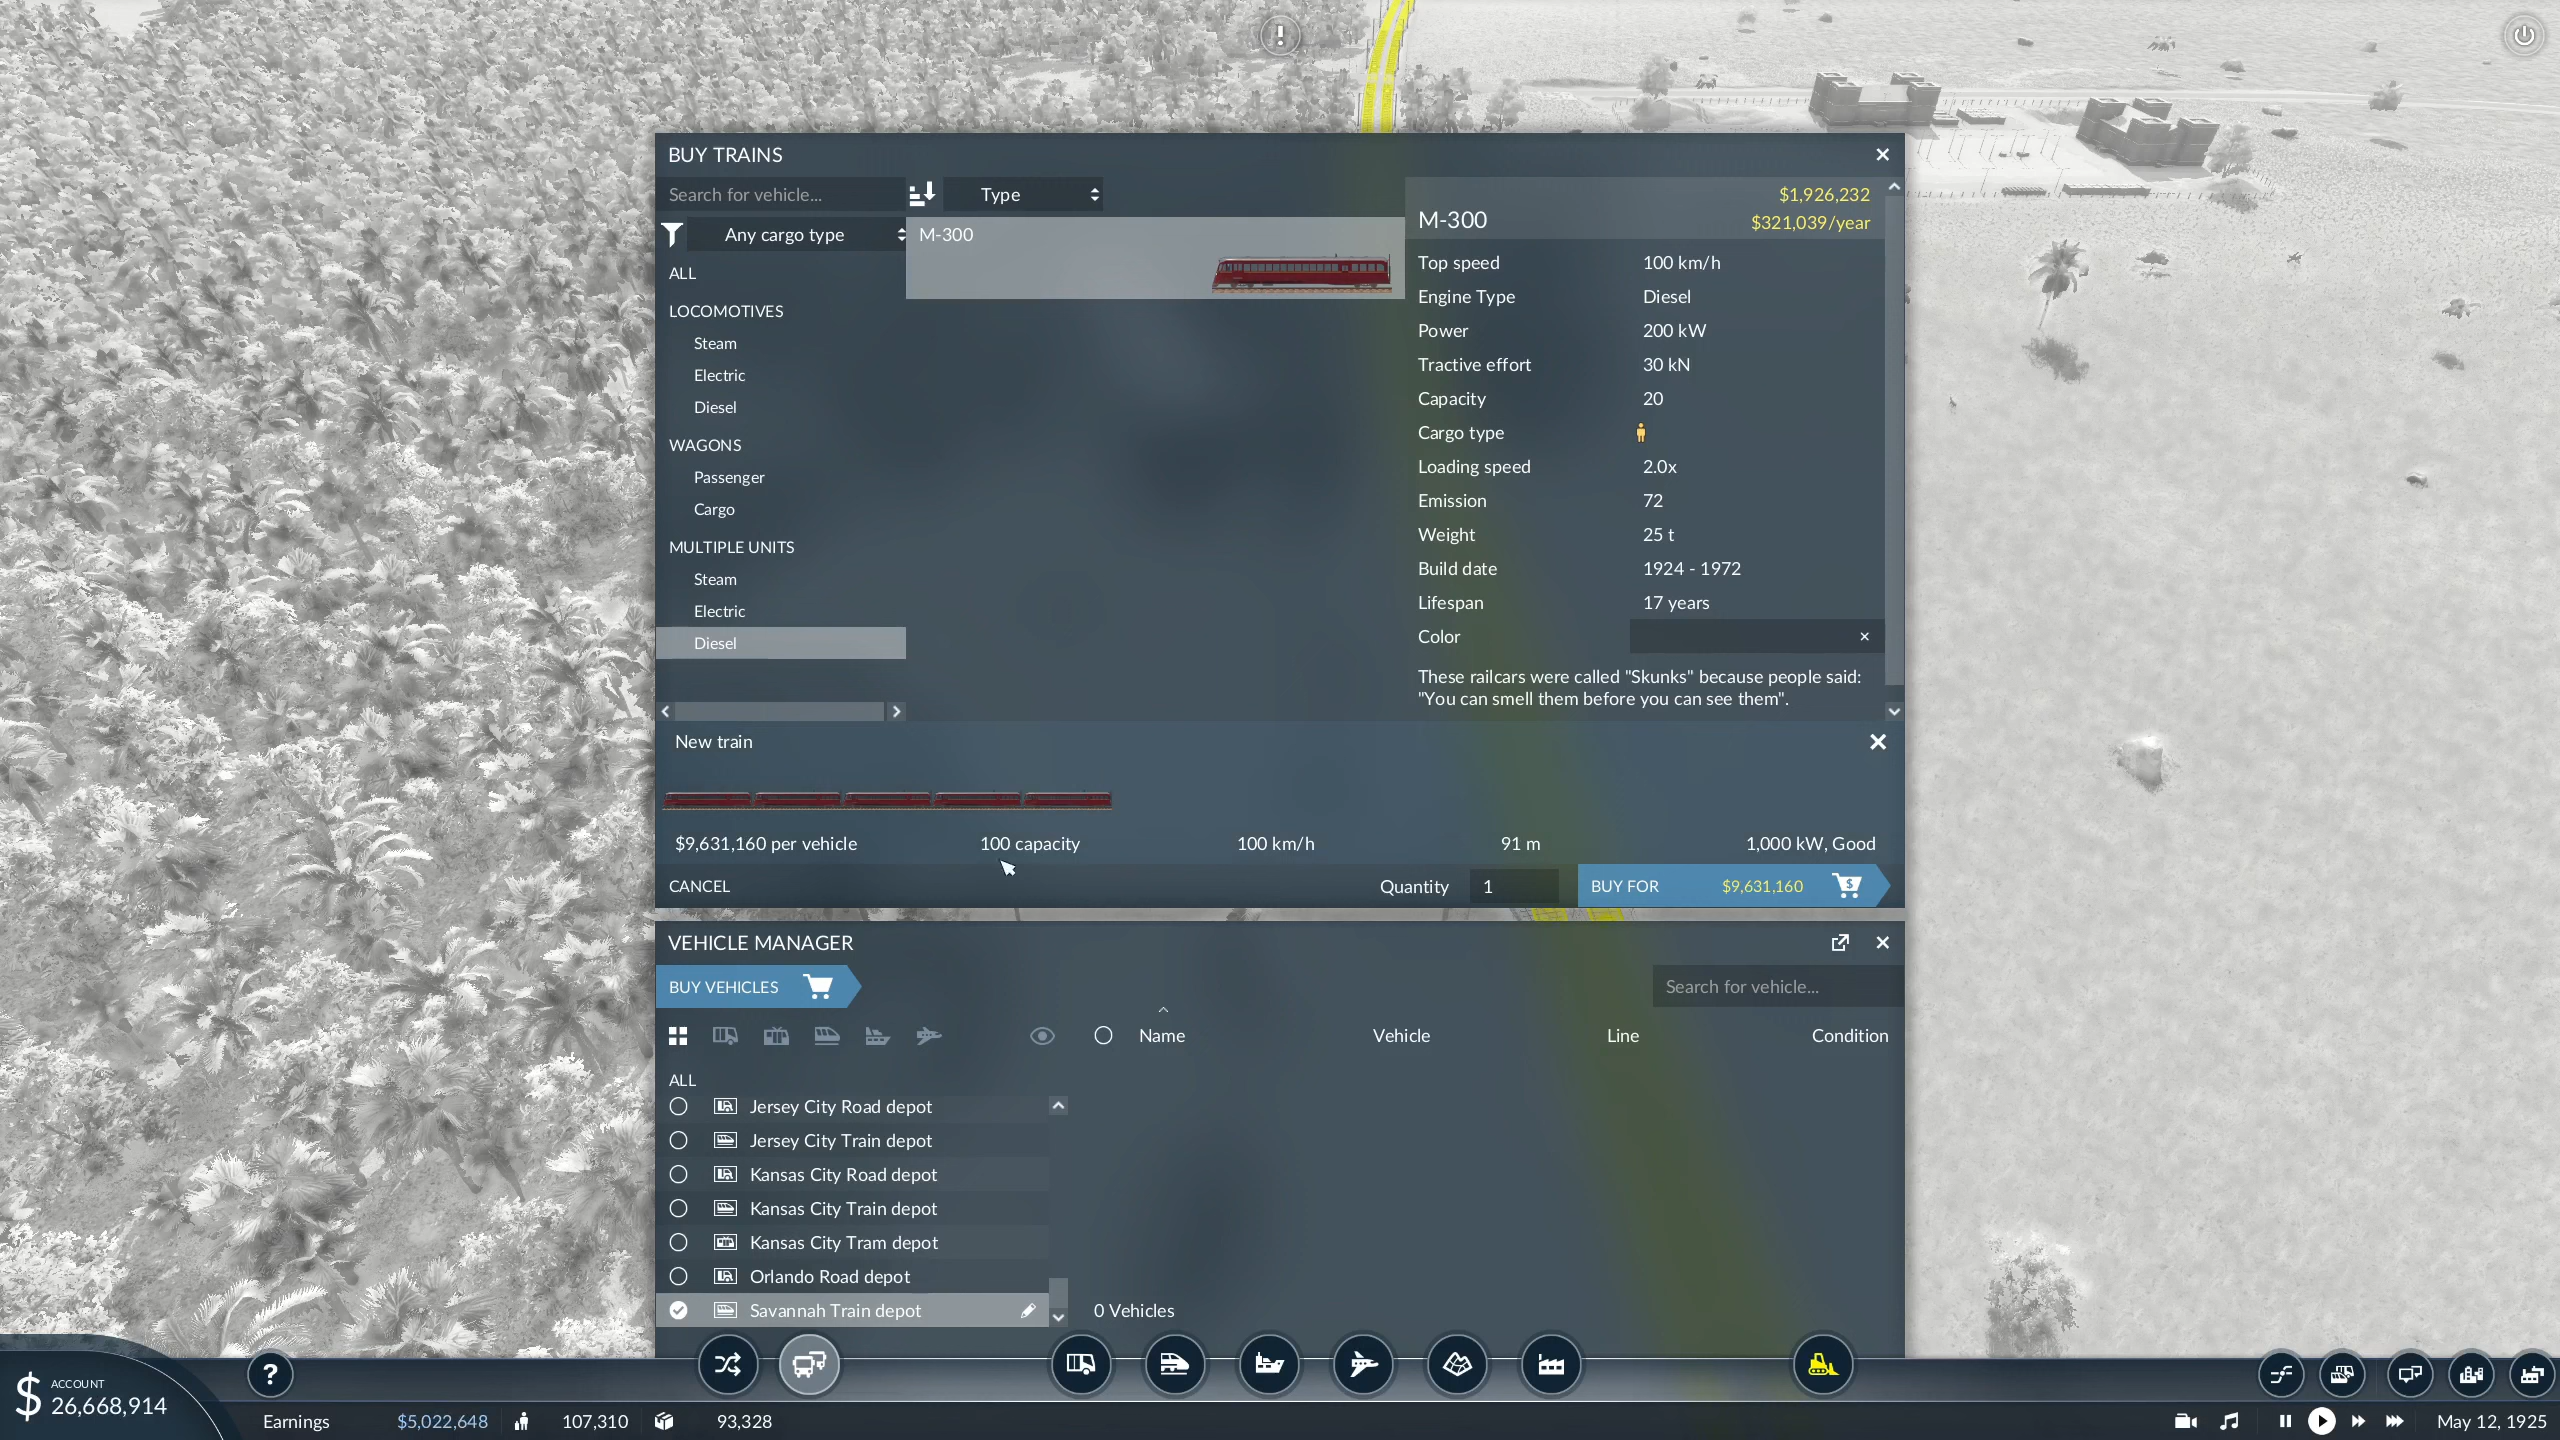 BUY TRAINS
Search for vehicle...
Type
Any cargo type
ALL
LOCOMOTIVES
Steam
Electric
Diesel
WAGONS
Passenger
Cargo
MULTIPLE UNITS
Steam
Electric
Diesel
M-300
M-300
$1,926,232
$321,039/year
Top speed 100 km/h
Engine Type Diesel
Power 200 kW
Tractive effort 30 kN
Capacity 20
Cargo type
Loading speed 2.0x
Emission 72
Weight 25 t
Build date 1924 - 1972
Lifespan 17 years
Color
These railcars were called "Skunks" because people said:
"You can smell them before you can see them".
New train
$9,631,160 per vehicle 100 capacity 100 km/h 91 m 1,000 kW, Good
CANCEL Quantity 1 BUY FOR $9,631,160
VEHICLE MANAGER
BUY VEHICLES
Search for vehicle...
Name Vehicle Line Condition
ALL
Jersey City Road depot
Jersey City Train depot
Kansas City Road depot
Kansas City Train depot
Kansas City Tram depot
Orlando Road depot
Savannah Train depot
0 Vehicles
?
$ ACCOUNT
26,668,914
Earnings $5,022,648 107,310 93,328
May 12, 1925